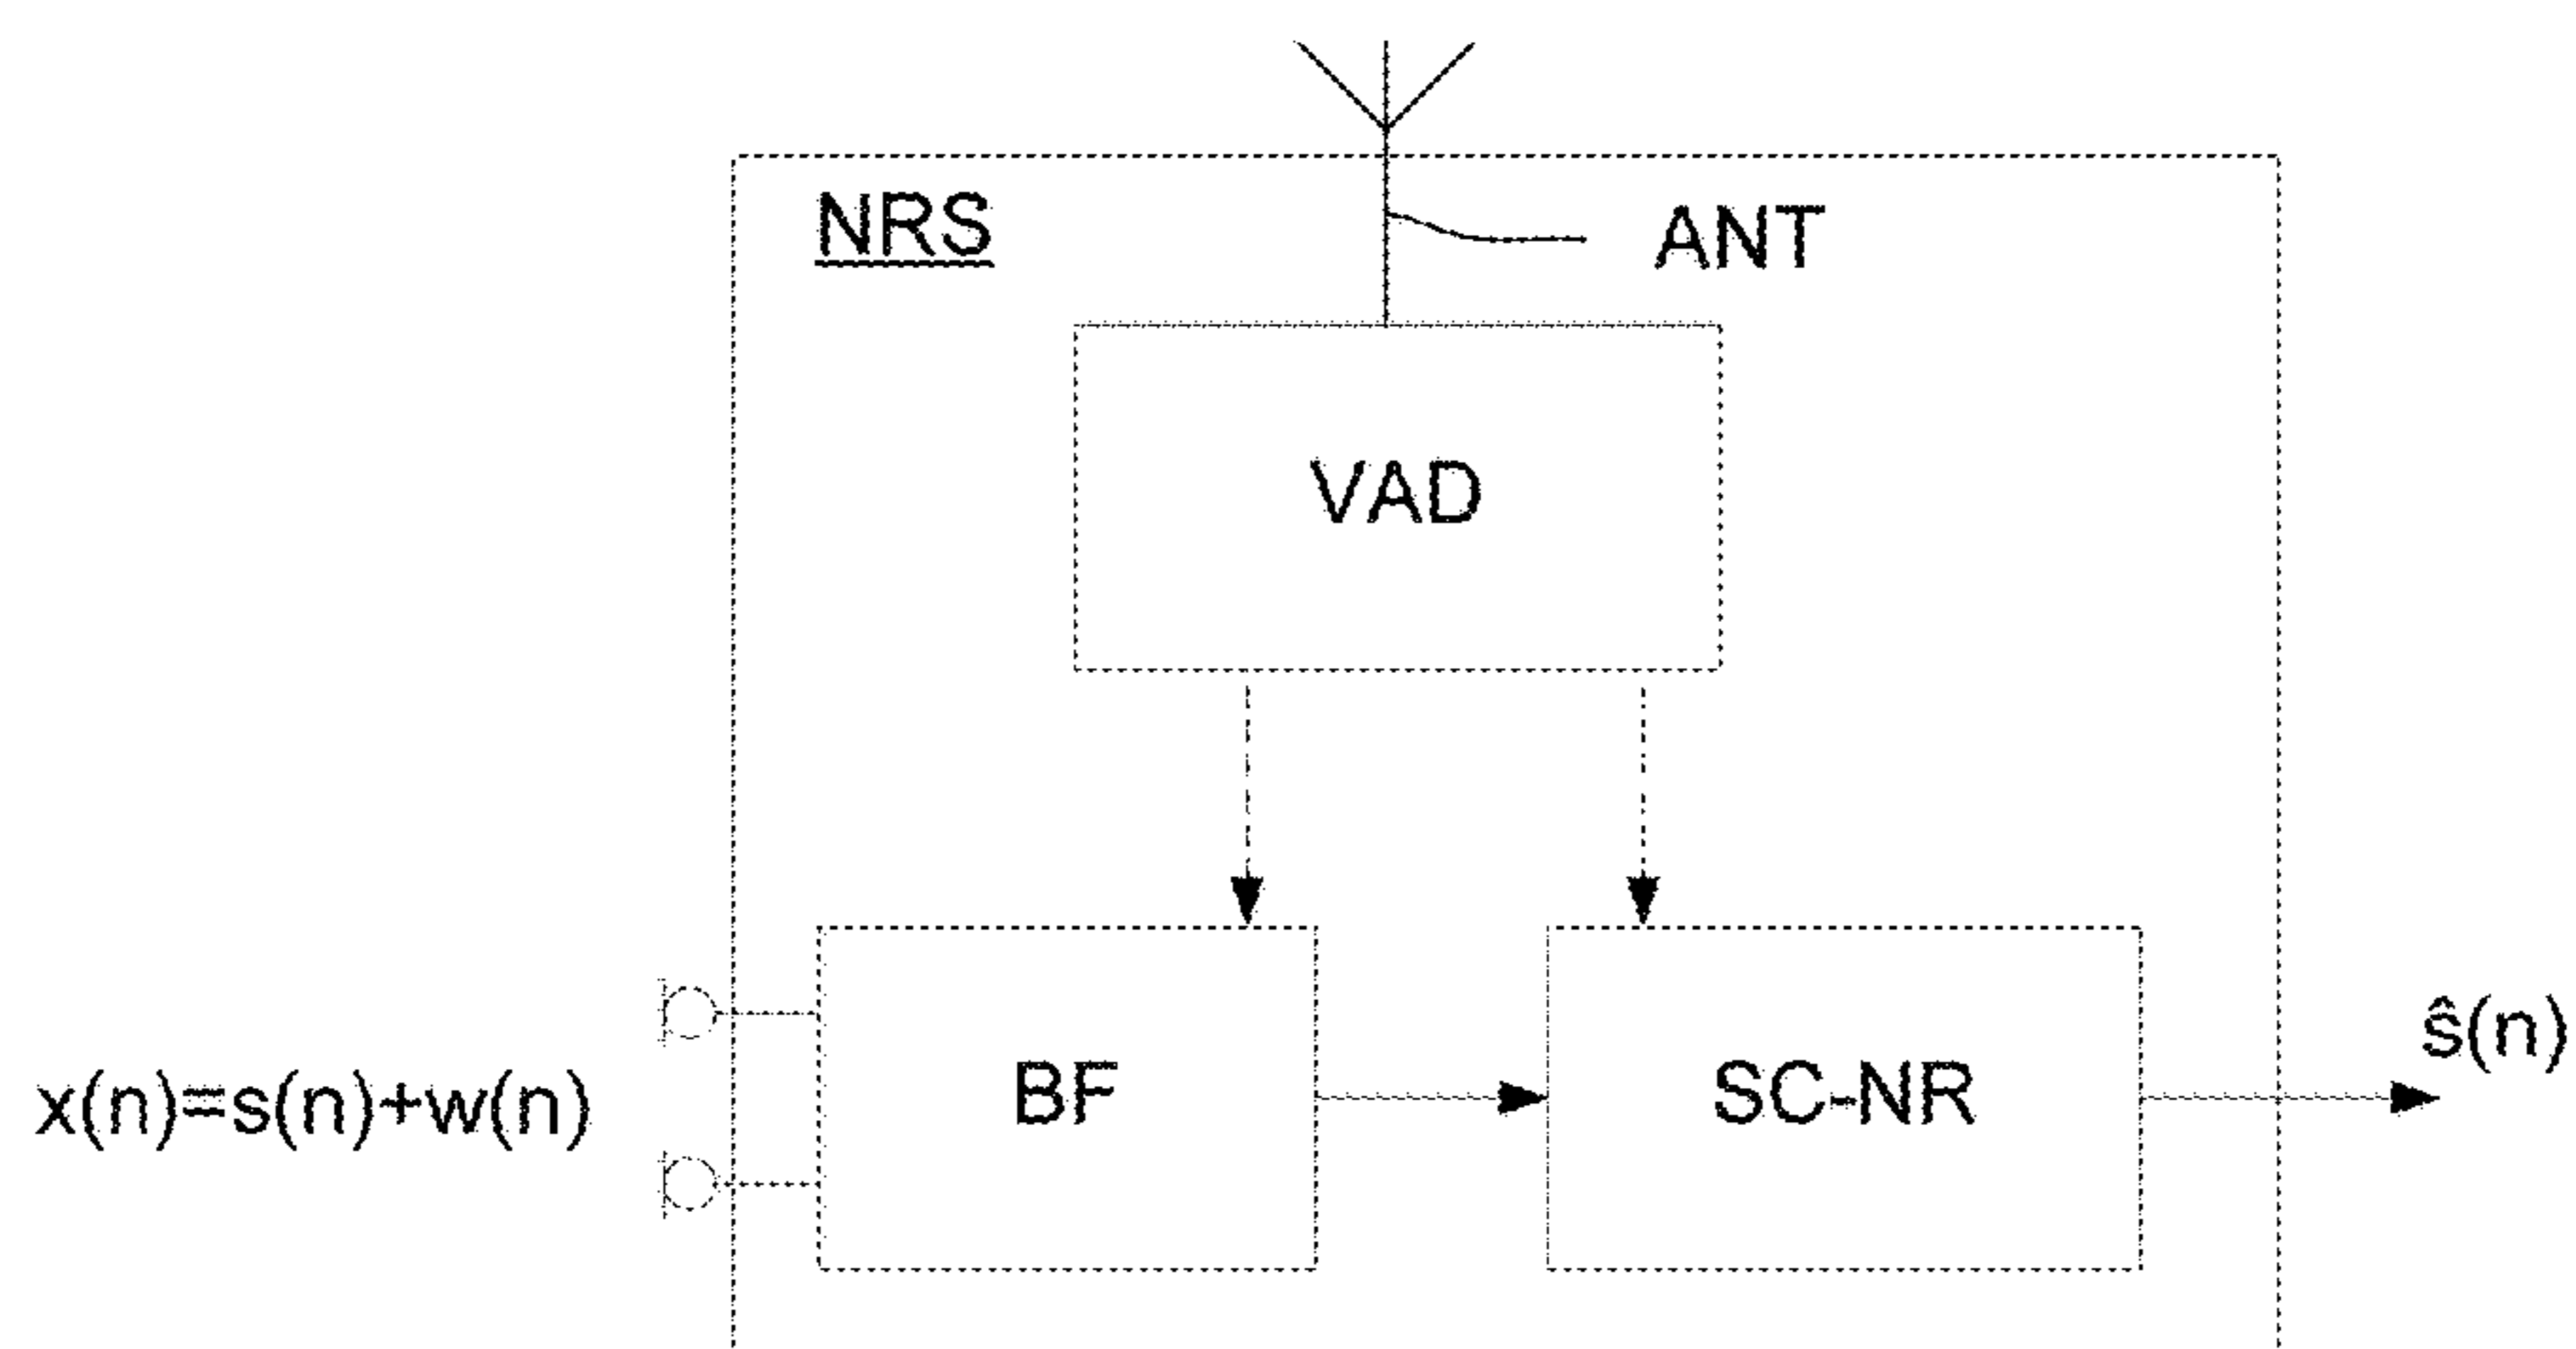 NRS
ANT
VAD
BF
SC-NR
x(n)=s(n)+w(n)
ŝ(n)